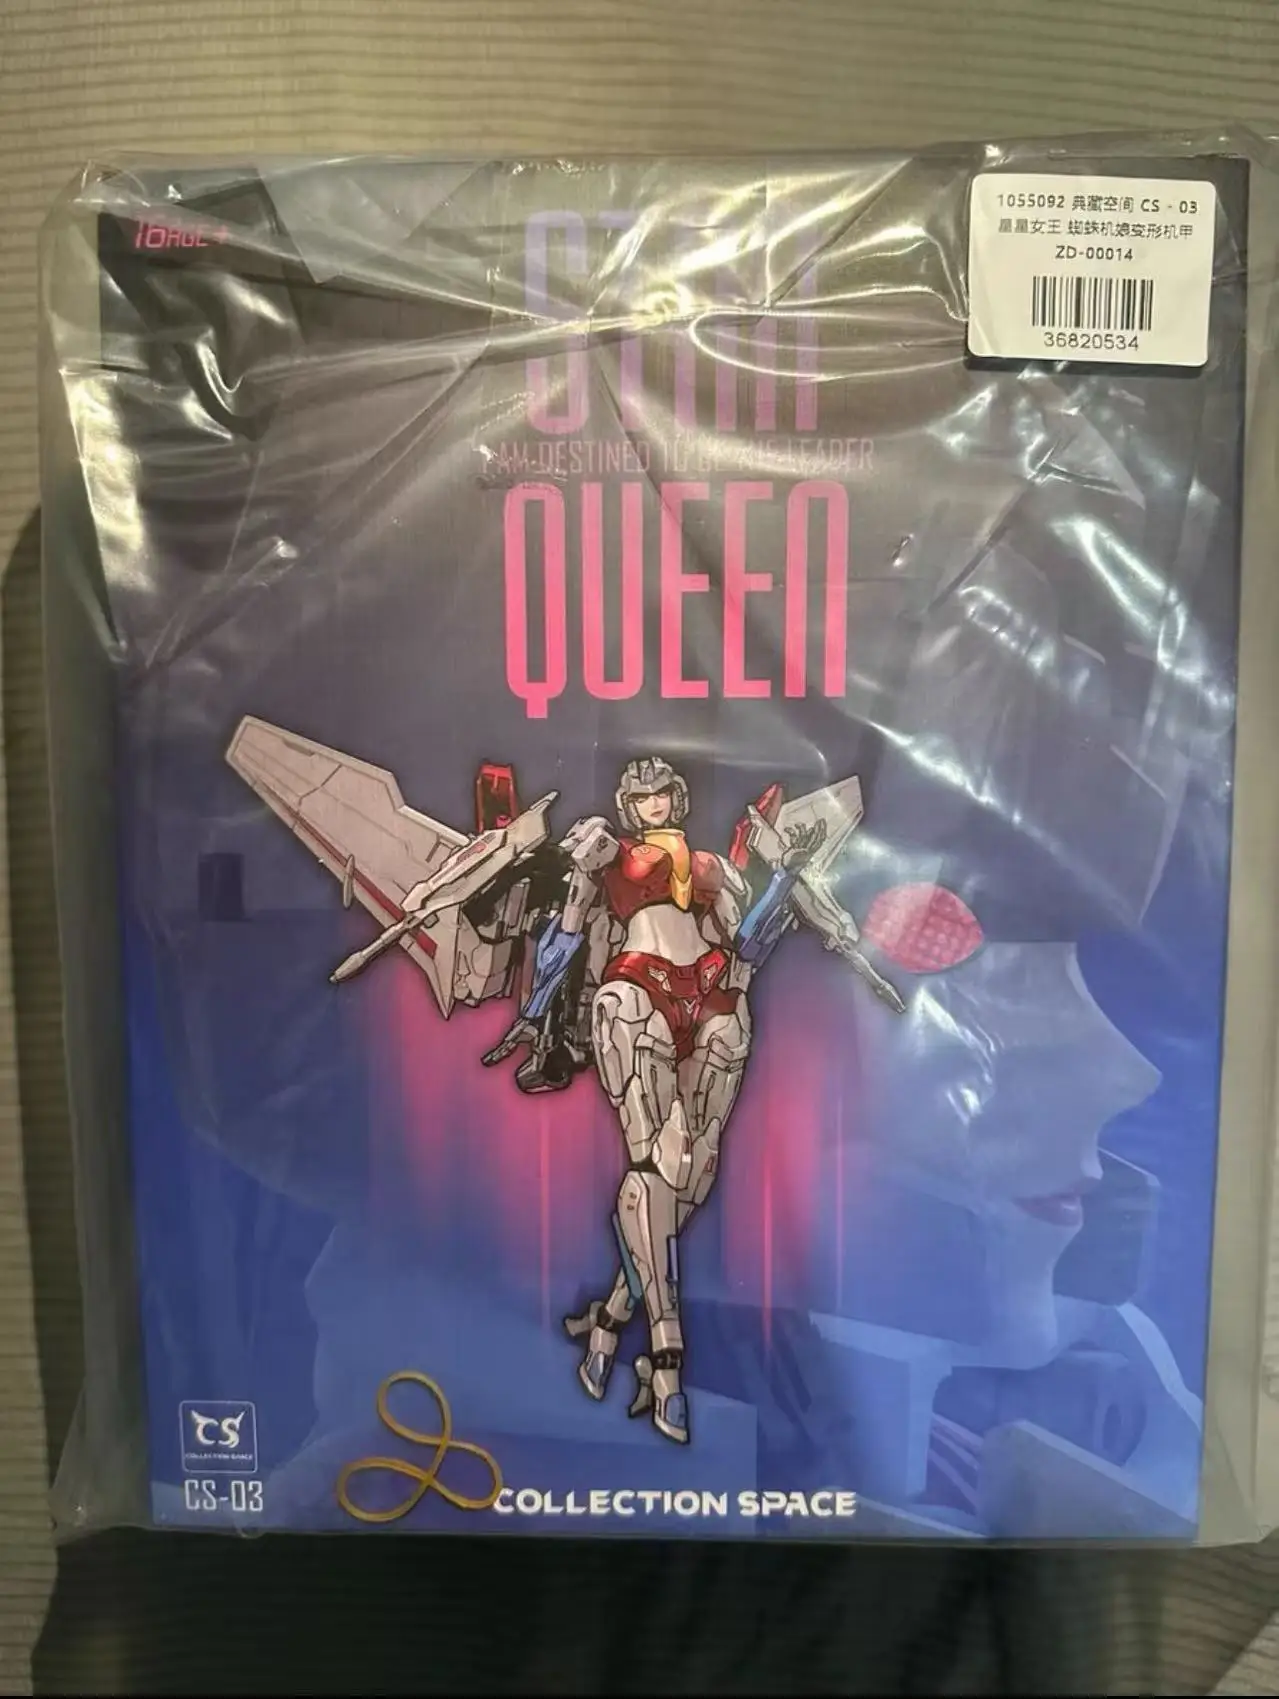 16AGE+
1055092 典藏空间 CS - 03
星星女王 蜘蛛机娘变形机甲
ZD-00014
36820534
STAR
I AM DESTINED TO BE THE LEADER
QUEEN
CS
COLLECTION SPACE
CS-03
COLLECTION SPACE